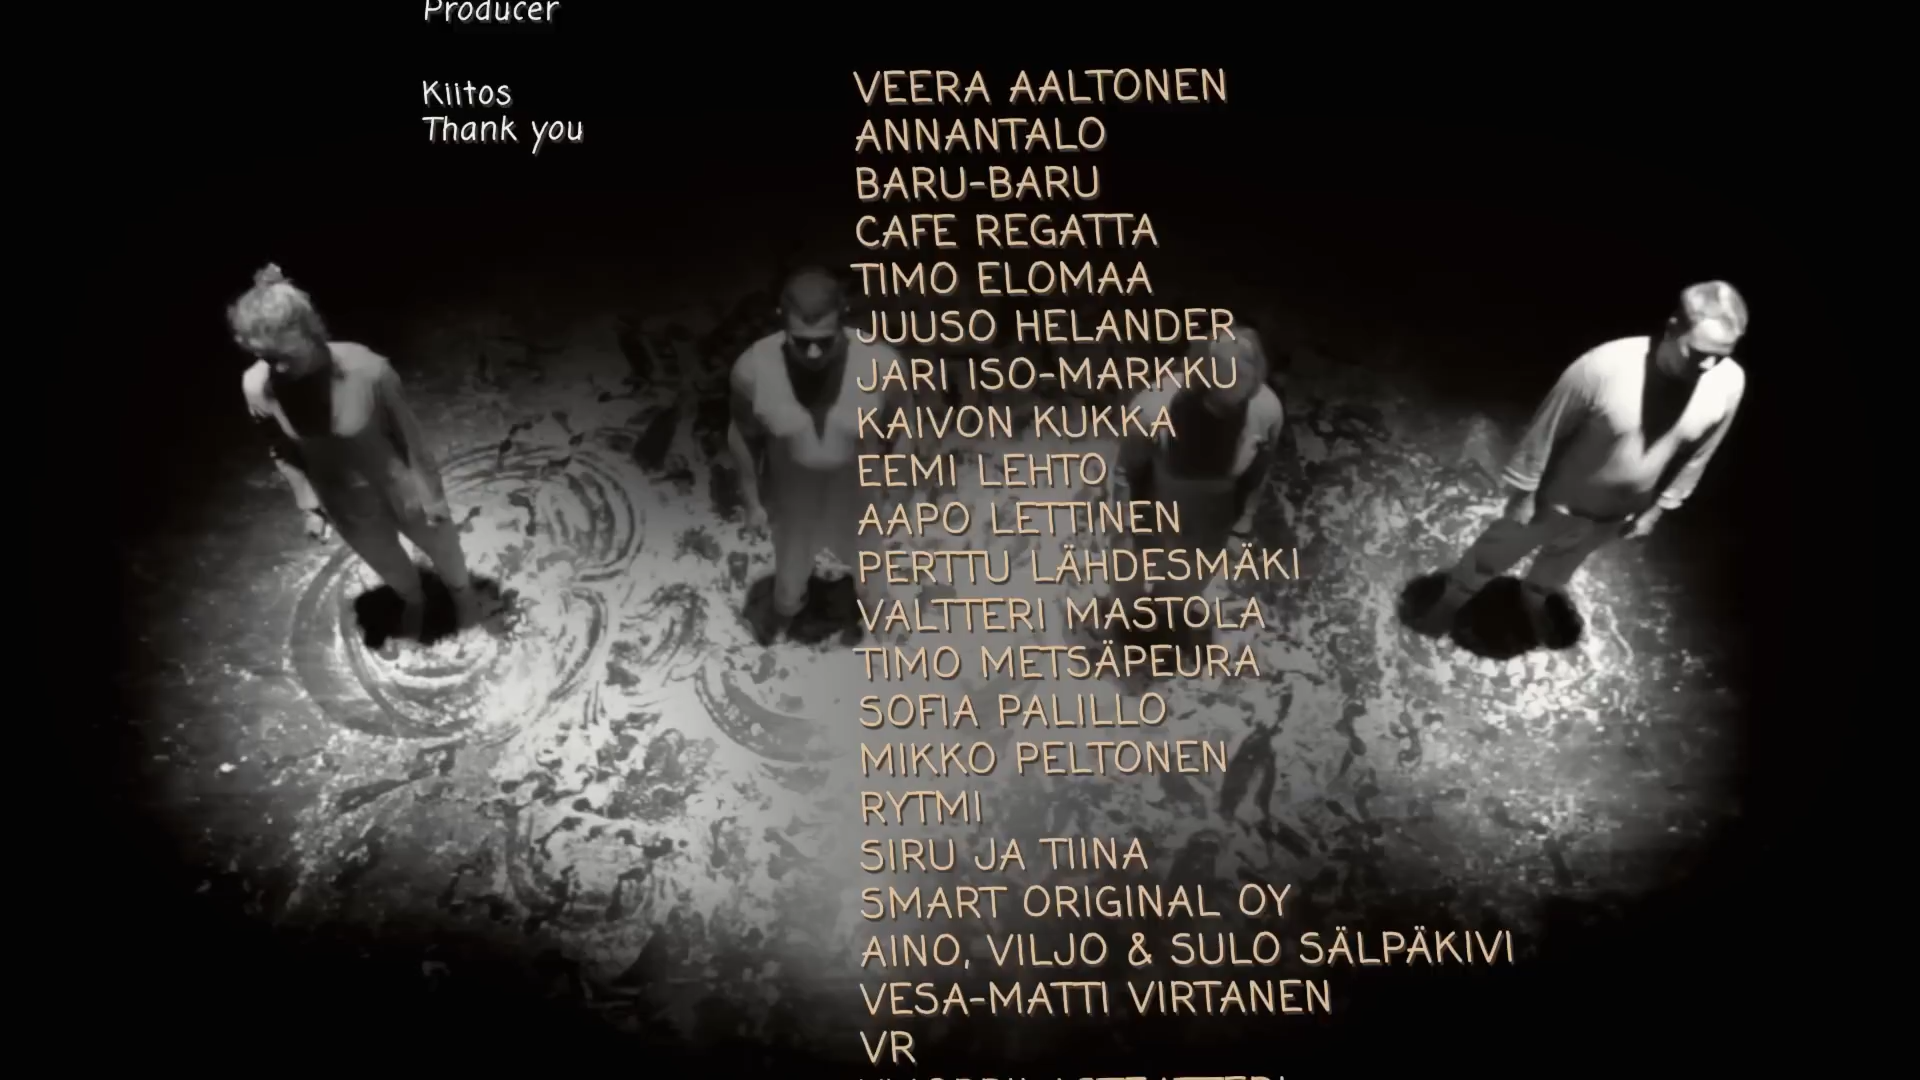 Producer
Kiitos
Thank you
VEERA AALTONEN
ANNANTALO
BARU-BARU
CAFE REGATTA
TIMO ELOMAA
JUUSO HELANDER
JARI ISO-MARKKU
KAIVON KUKKA
EEMI LEHTO
AAPO LETTINEN
PERTTU LÄHDESMÄKI
VALTTERI MASTOLA
TIMO METSÄPEURA
SOFIA PALILLO
MIKKO PELTONEN
RYTMI
SIRU JA TIINA
SMART ORIGINAL OY
AINO, VILJO & SULO SÄLPÄKIVI
VESA-MATTI VIRTANEN
VR